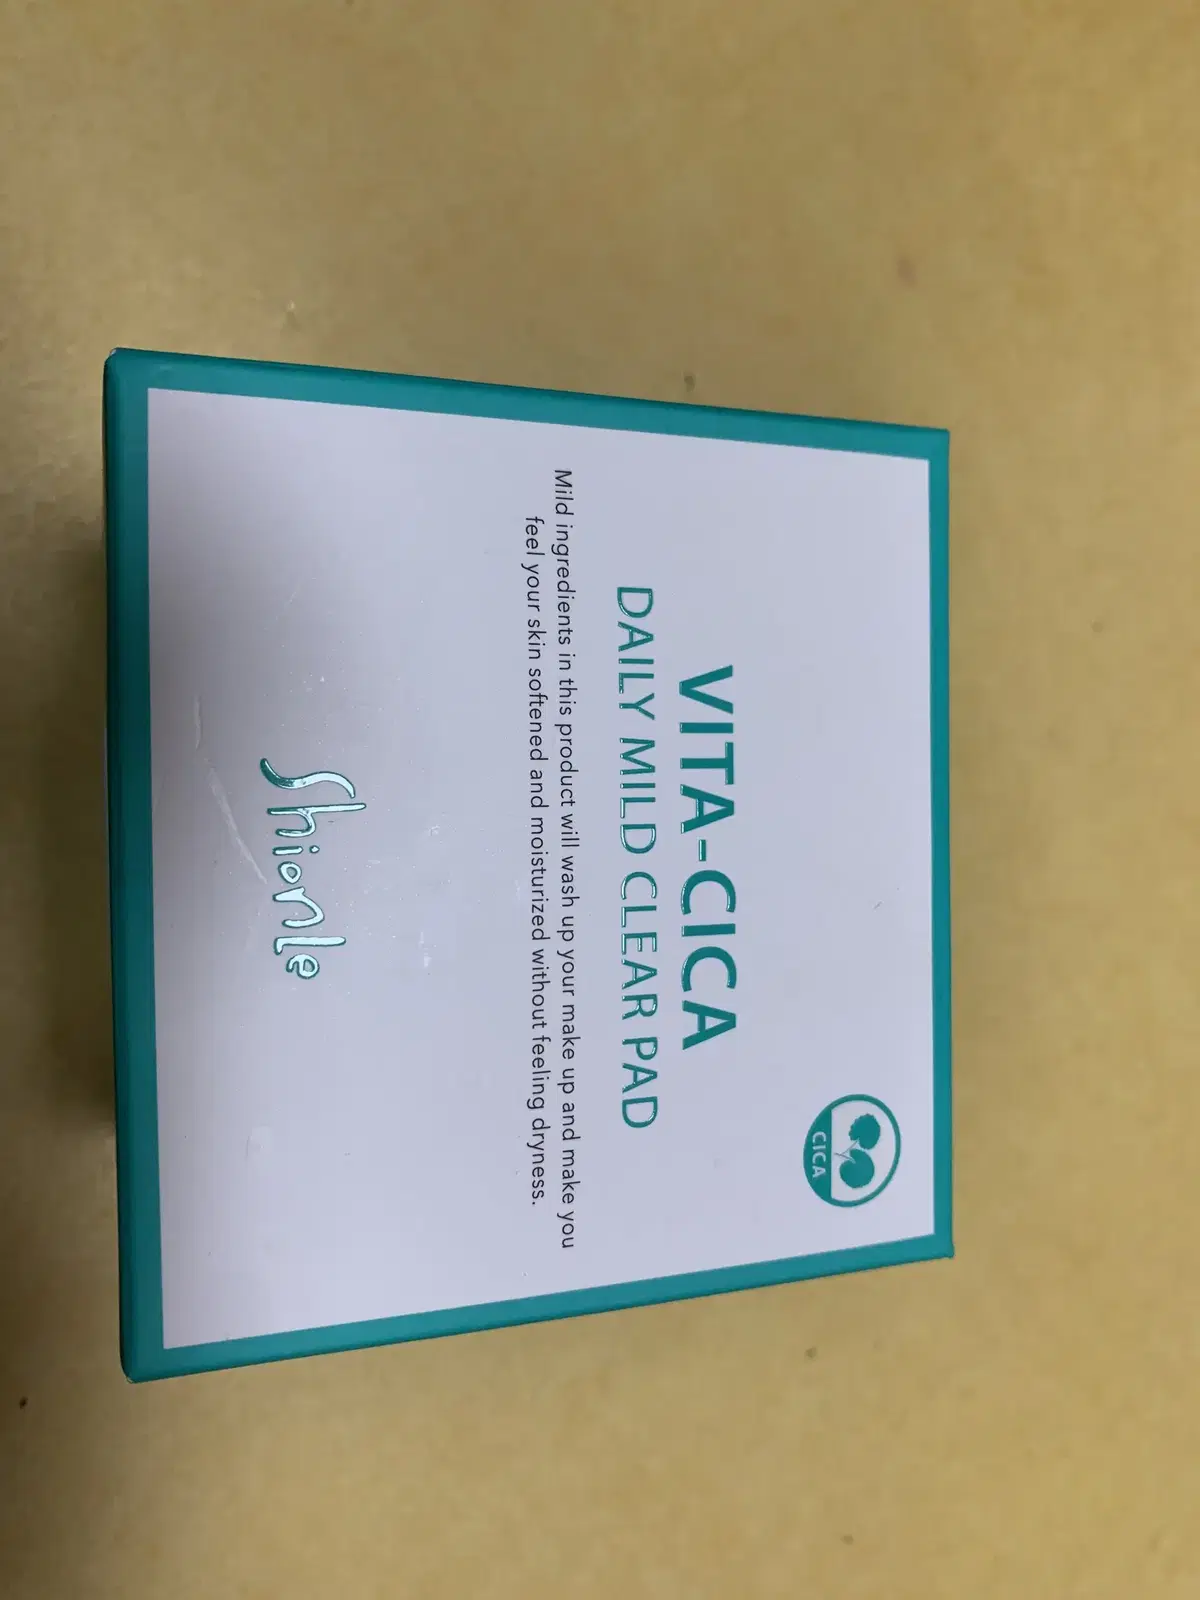 CICA
VITA-CICA
DAILY MILD CLEAR PAD
Mild ingredients in this product will wash up your make up and make you
feel your skin softened and moisturized without feeling dryness.
Shionle